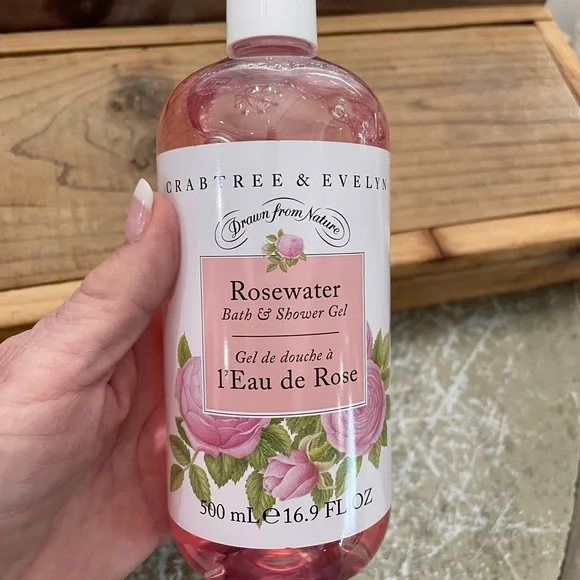 CRABTREE & EVELYN
Drawn from Nature
Rosewater
Bath & Shower Gel
Gel de douche à
l'Eau de Rose
500 mL ℮ 16.9 FL OZ